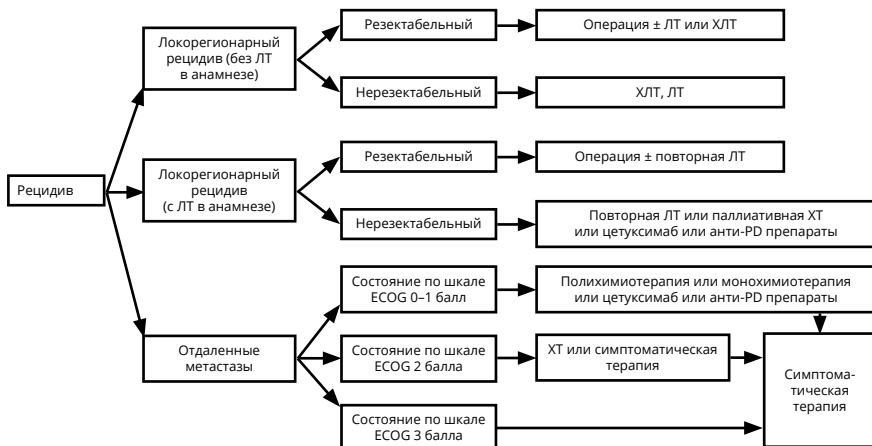 Рецидив
Локорегионарный
рецидив (без ЛТ
в анамнезе)
Резектабельный
Операция ± ЛТ или ХЛТ
Нерезектабельный
ХЛТ, ЛТ
Локорегионарный
рецидив
(с ЛТ в анамнезе)
Резектабельный
Операция ± повторная ЛТ
Нерезектабельный
Повторная ЛТ или паллиативная ХТ
или цетуксимаб или анти-PD препараты
Отдаленные
метастазы
Состояние по шкале
ECOG 0–1 балл
Полихимиотерапия или монохимиотерапия
или цетуксимаб или анти-PD препараты
Состояние по шкале
ECOG 2 балла
ХТ или симптоматическая
терапия
Состояние по шкале
ECOG 3 балла
Симптома-
тическая
терапия